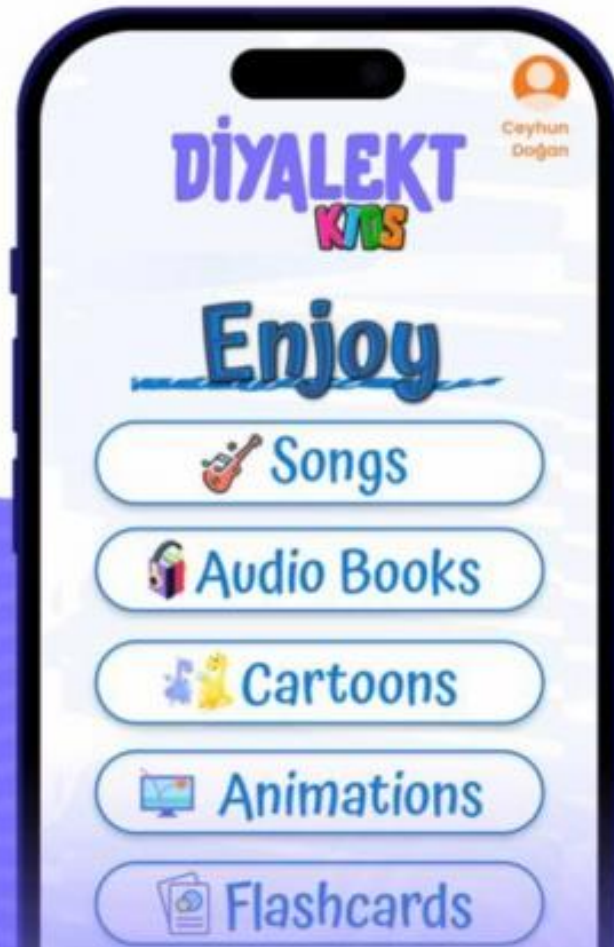 Ceyhun
Doğan
DİYALEKT
KIDS
Enjoy
Songs
Audio Books
Cartoons
Animations
Flashcards